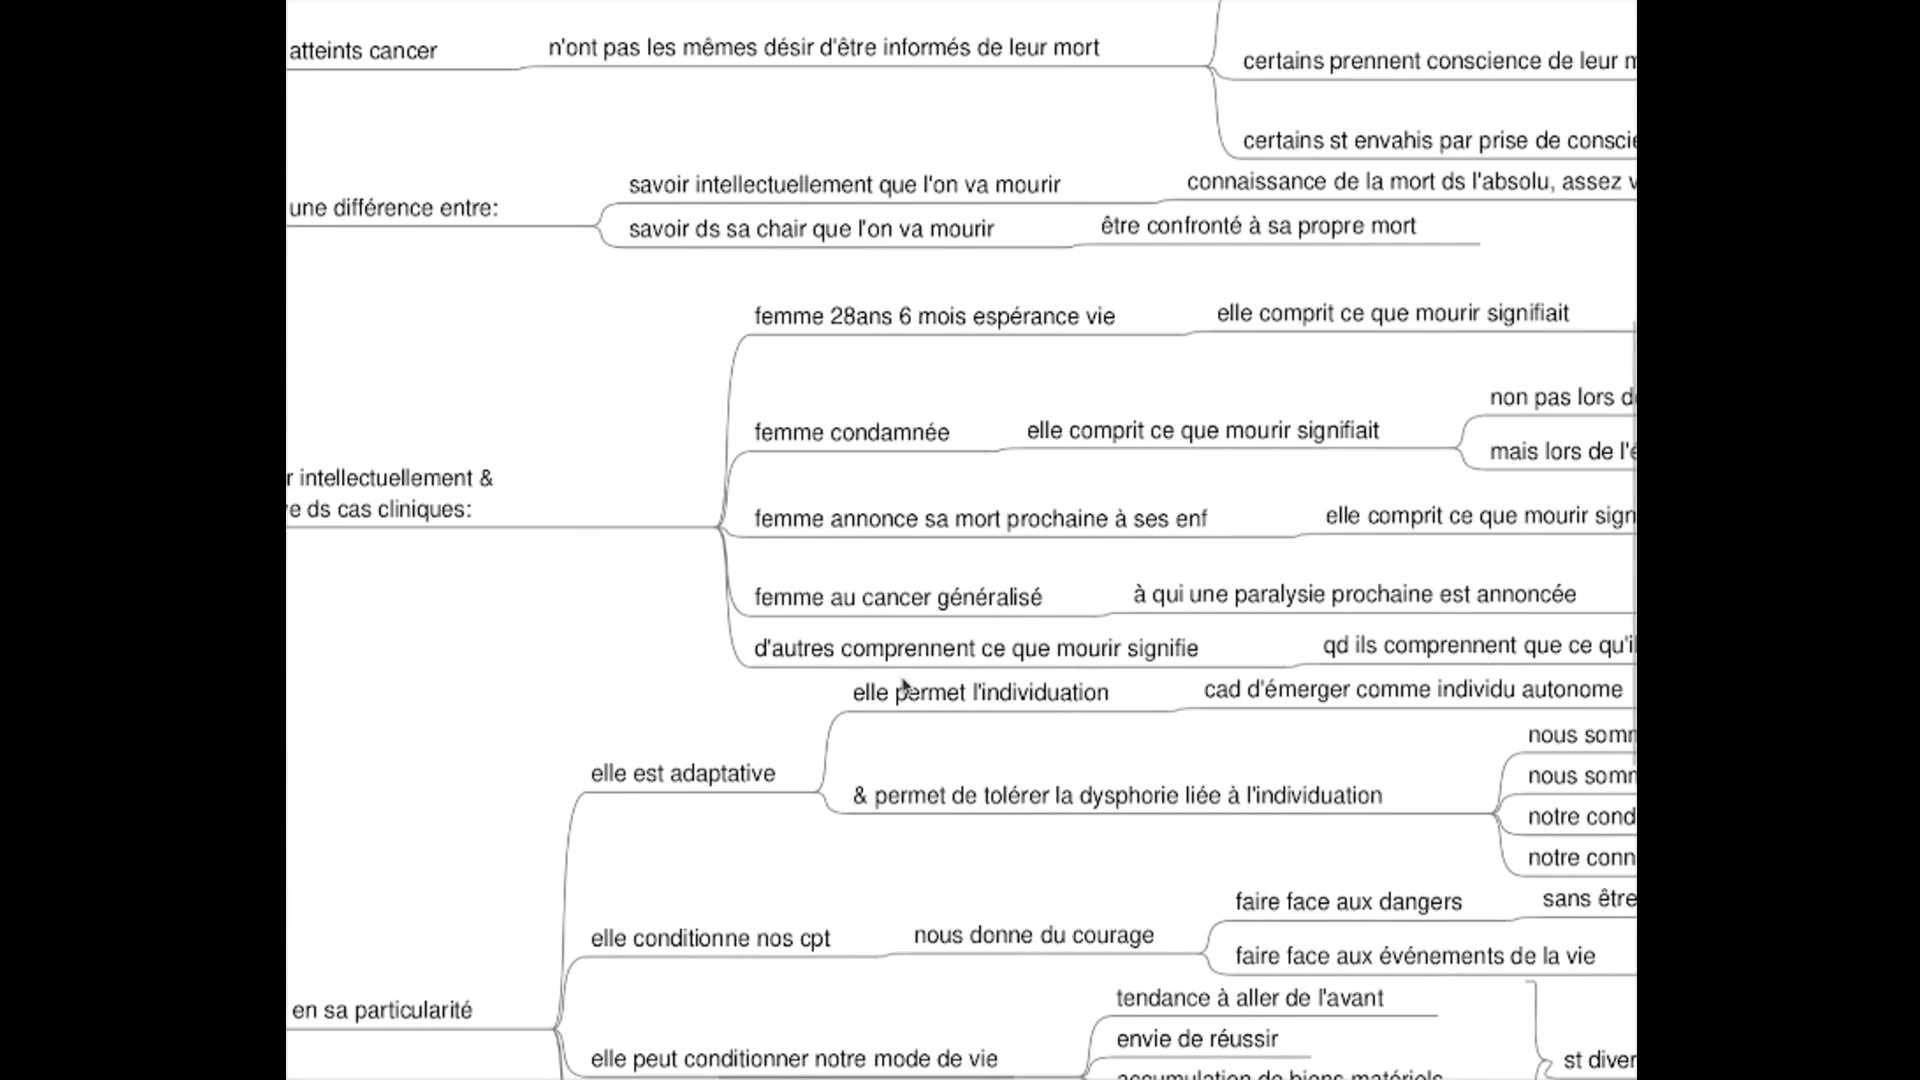 atteints cancer
n'ont pas les mêmes désir d'être informés de leur mort
certains prennent conscience de leur
certains st envahis par prise de
une différence entre:
savoir intellectuellement que l'on va mourir
connaissance de la mort ds l'absolu, assez
savoir ds sa chair que l'on va mourir
être confronté à sa propre mort
intellectuellement &
ds cas cliniques:
femme 28ans 6 mois espérance vie
elle comprit ce que mourir signifiait
femme condamnée
elle comprit ce que mourir signifiait
non pas lors
mais lors de
femme annonce sa mort prochaine à ses enf
elle comprit ce que mourir
femme au cancer généralisé
à qui une paralysie prochaine est annoncée
d'autres comprennent ce que mourir signifie
qd ils comprennent que ce
elle permet l'individuation
cad d'émerger comme individu autonome
elle est adaptative
& permet de tolérer la dysphorie liée à l'individuation
nous
nous
notre
notre
elle conditionne nos cpt
nous donne du courage
faire face aux dangers
sans être
faire face aux événements de la vie
en sa particularité
elle peut conditionner notre mode de vie
tendance à aller de l'avant
envie de réussir
accumulation de biens matériels
st